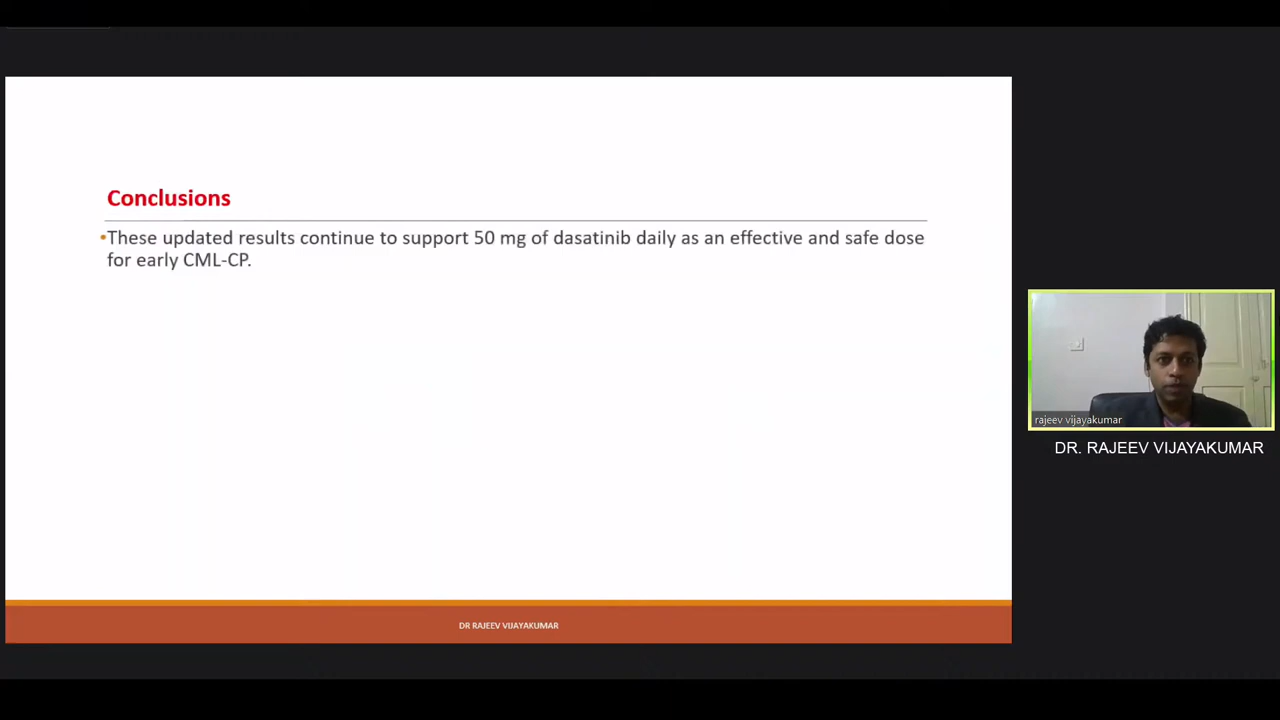 Conclusions
•These updated results continue to support 50 mg of dasatinib daily as an effective and safe dose
for early CML-CP.
rajeev vijayakumar
DR. RAJEEV VIJAYAKUMAR
DR RAJEEV VIJAYAKUMAR